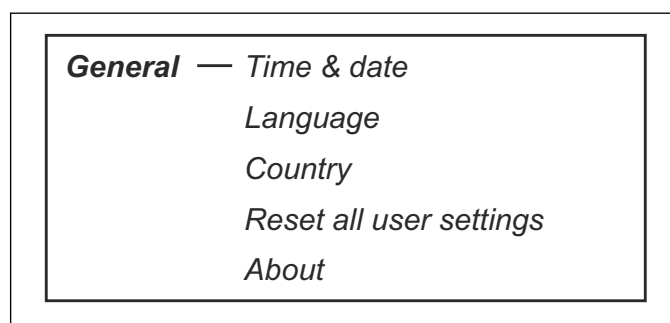 General — Time & date
Language
Country
Reset all user settings
About